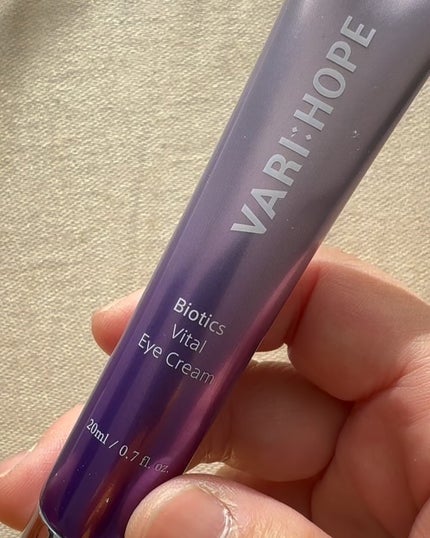 VARI:HOPE
Biotics
Vital
Eye Cream
20ml / 0.7 fl. oz.